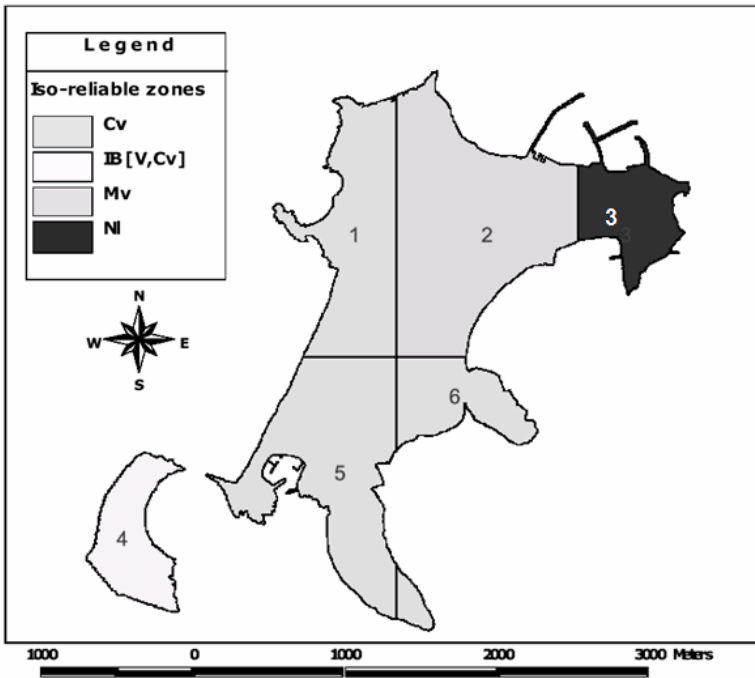 Legend
Iso-reliable zones
Cv
IB [V,Cv]
Mv
Nl
N
W E
S
1
2
3
3
4
5
6
1000 0 1000 2000 3000 Meters